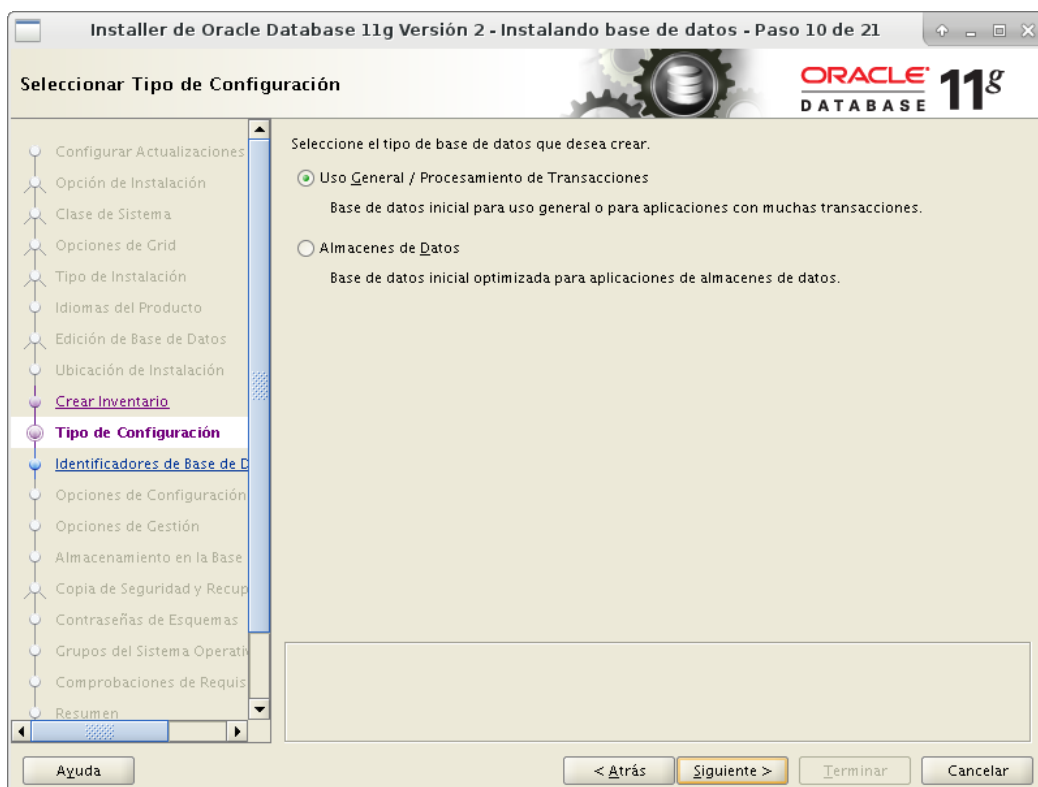 Installer de Oracle Database 11g Versión 2 - Instalando base de datos - Paso 10 de 21
Seleccionar Tipo de Configuración
ORACLE
DATABASE
11g
Configurar Actualizaciones
Opción de Instalación
Clase de Sistema
Opciones de Grid
Tipo de Instalación
Idiomas del Producto
Edición de Base de Datos
Ubicación de Instalación
Crear Inventario
Tipo de Configuración
Identificadores de Base de D
Opciones de Configuración
Opciones de Gestión
Almacenamiento en la Base
Copia de Seguridad y Recup
Contraseñas de Esquemas
Grupos del Sistema Operativ
Comprobaciones de Requis
Resumen
Seleccione el tipo de base de datos que desea crear.
Uso General / Procesamiento de Transacciones
Base de datos inicial para uso general o para aplicaciones con muchas transacciones.
Almacenes de Datos
Base de datos inicial optimizada para aplicaciones de almacenes de datos.
Ayuda
< Atrás
Siguiente >
Terminar
Cancelar